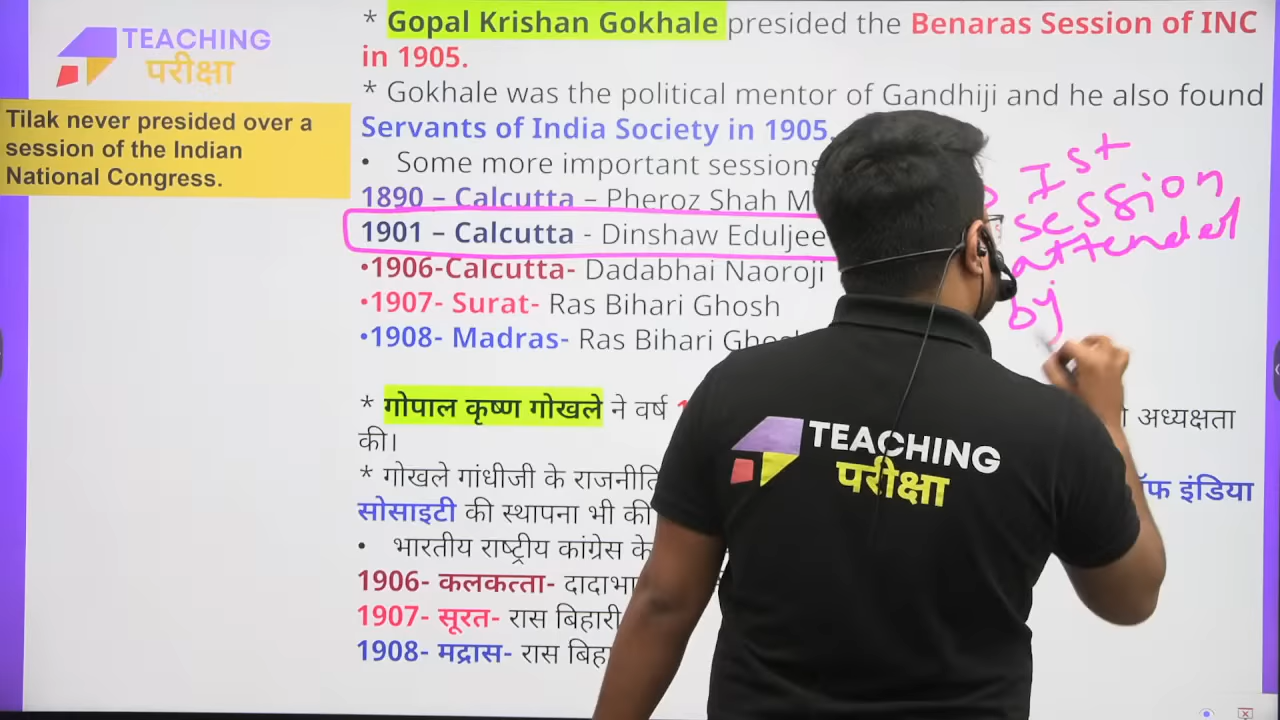 TEACHING
परीक्षा
Tilak never presided over a
session of the Indian
National Congress.
* Gopal Krishan Gokhale presided the Benaras Session of INC
in 1905.
* Gokhale was the political mentor of Gandhiji and he also found
Servants of India Society in 1905.
• Some more important sessions
1890 – Calcutta – Pheroz Shah M
1901 – Calcutta - Dinshaw Eduljee
•1906-Calcutta- Dadabhai Naoroji
•1907- Surat- Ras Bihari Ghosh
•1908- Madras- Ras Bihari Ghosh
Ist
session
attended
by
* गोपाल कृष्ण गोखले ने वर्ष 1 अध्यक्षता
की।
* गोखले गांधीजी के राजनीति ऑफ इंडिया
सोसाइटी की स्थापना भी की
• भारतीय राष्ट्रीय कांग्रेस के
1906- कलकत्ता- दादाभा
1907- सूरत- रास बिहारी
1908- मद्रास- रास बिहा
TEACHING
परीक्षा